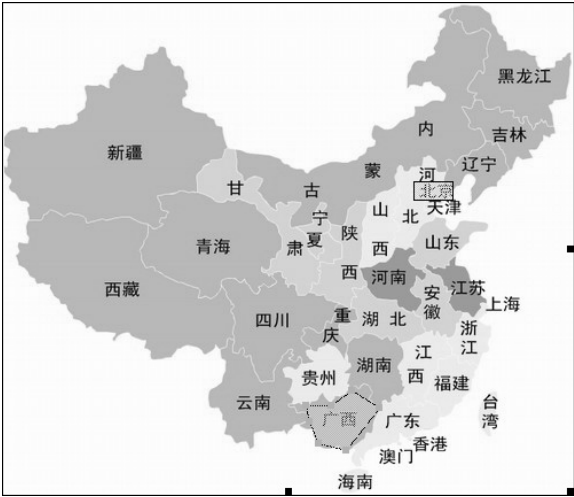 黑龙江
内
吉林
新疆
辽宁
蒙
河
甘
古
北京
山
北
天津
宁
夏
陕
青海
肃
西
山东
西
河南
西藏
安
徽
江苏
上海
重
庆
四川
湖
北
浙
江
江
西
湖南
贵州
福建
云南
台
湾
广西
广东
香港
澳门
海南